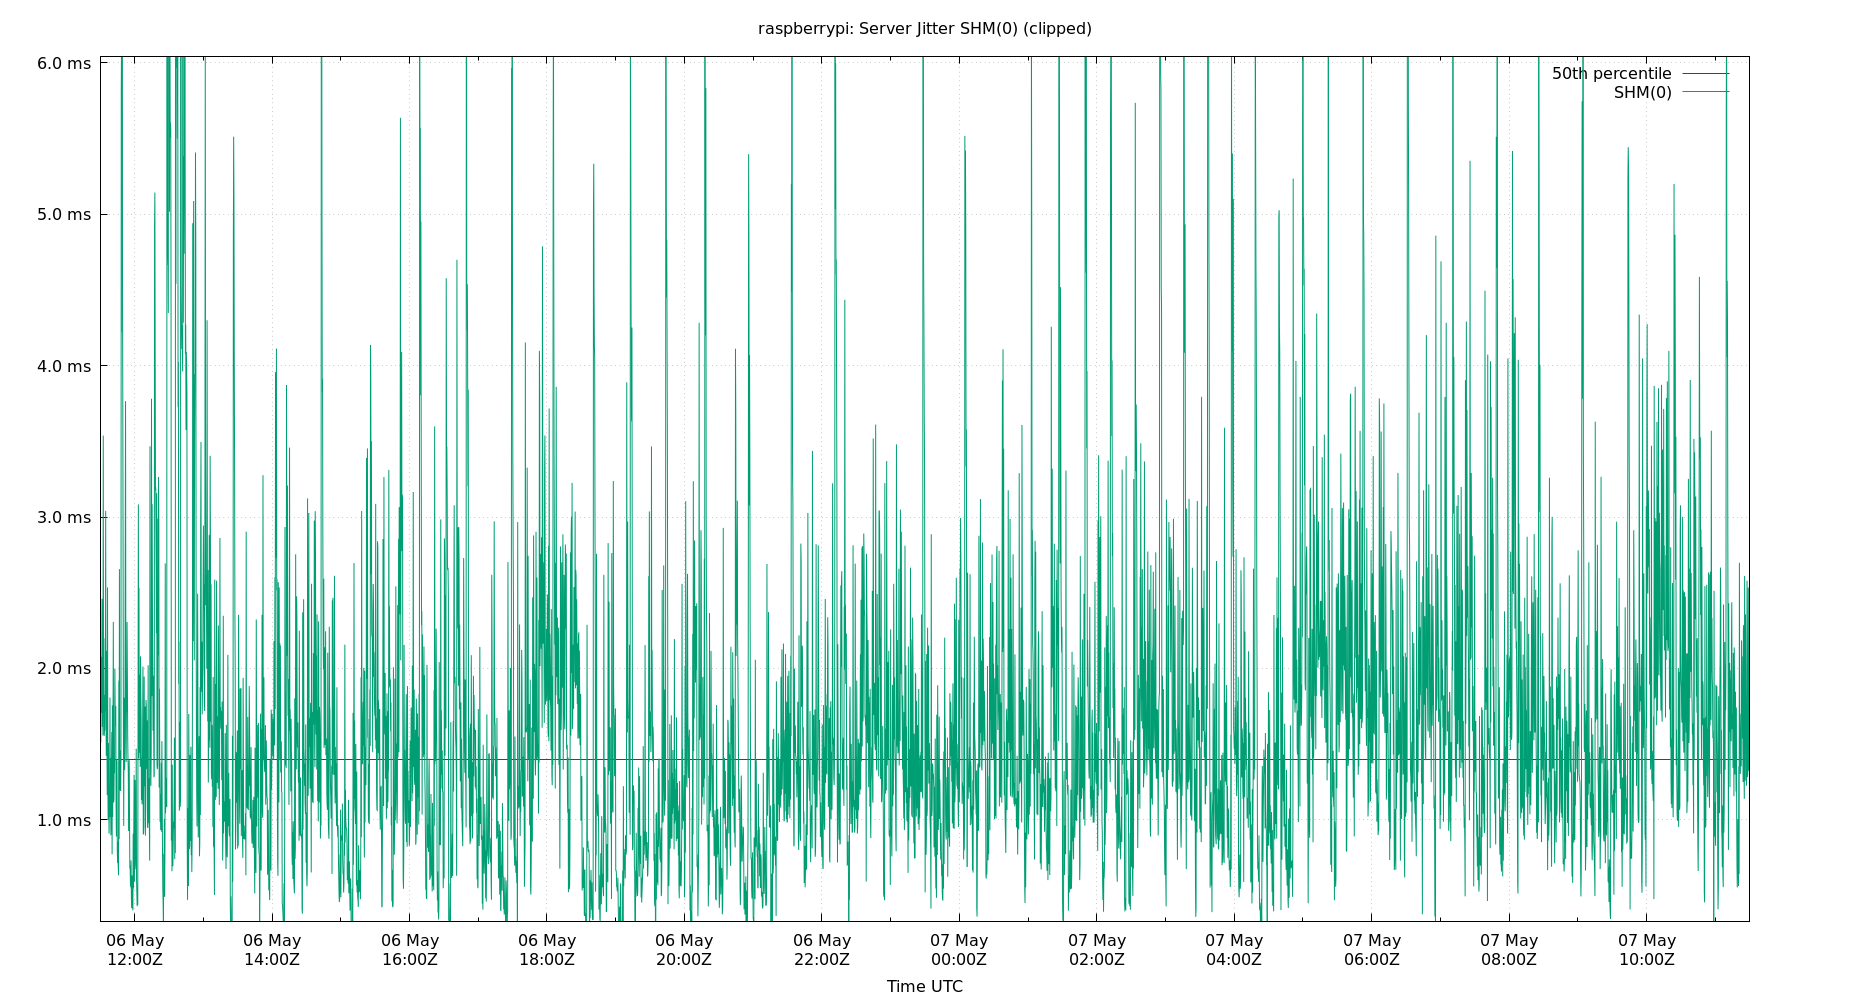 raspberrypi: Server Jitter SHM(0) (clipped)
6.0 ms
5.0 ms
4.0 ms
3.0 ms
2.0 ms
1.0 ms
50th percentile
SHM(0)
06 May 06 May 06 May 06 May 06 May 06 May 07 May 07 May 07 May 07 May 07 May 07 May
12:00Z 14:00Z 16:00Z 18:00Z 20:00Z 22:00Z 00:00Z 02:00Z 04:00Z 06:00Z 08:00Z 10:00Z
Time UTC